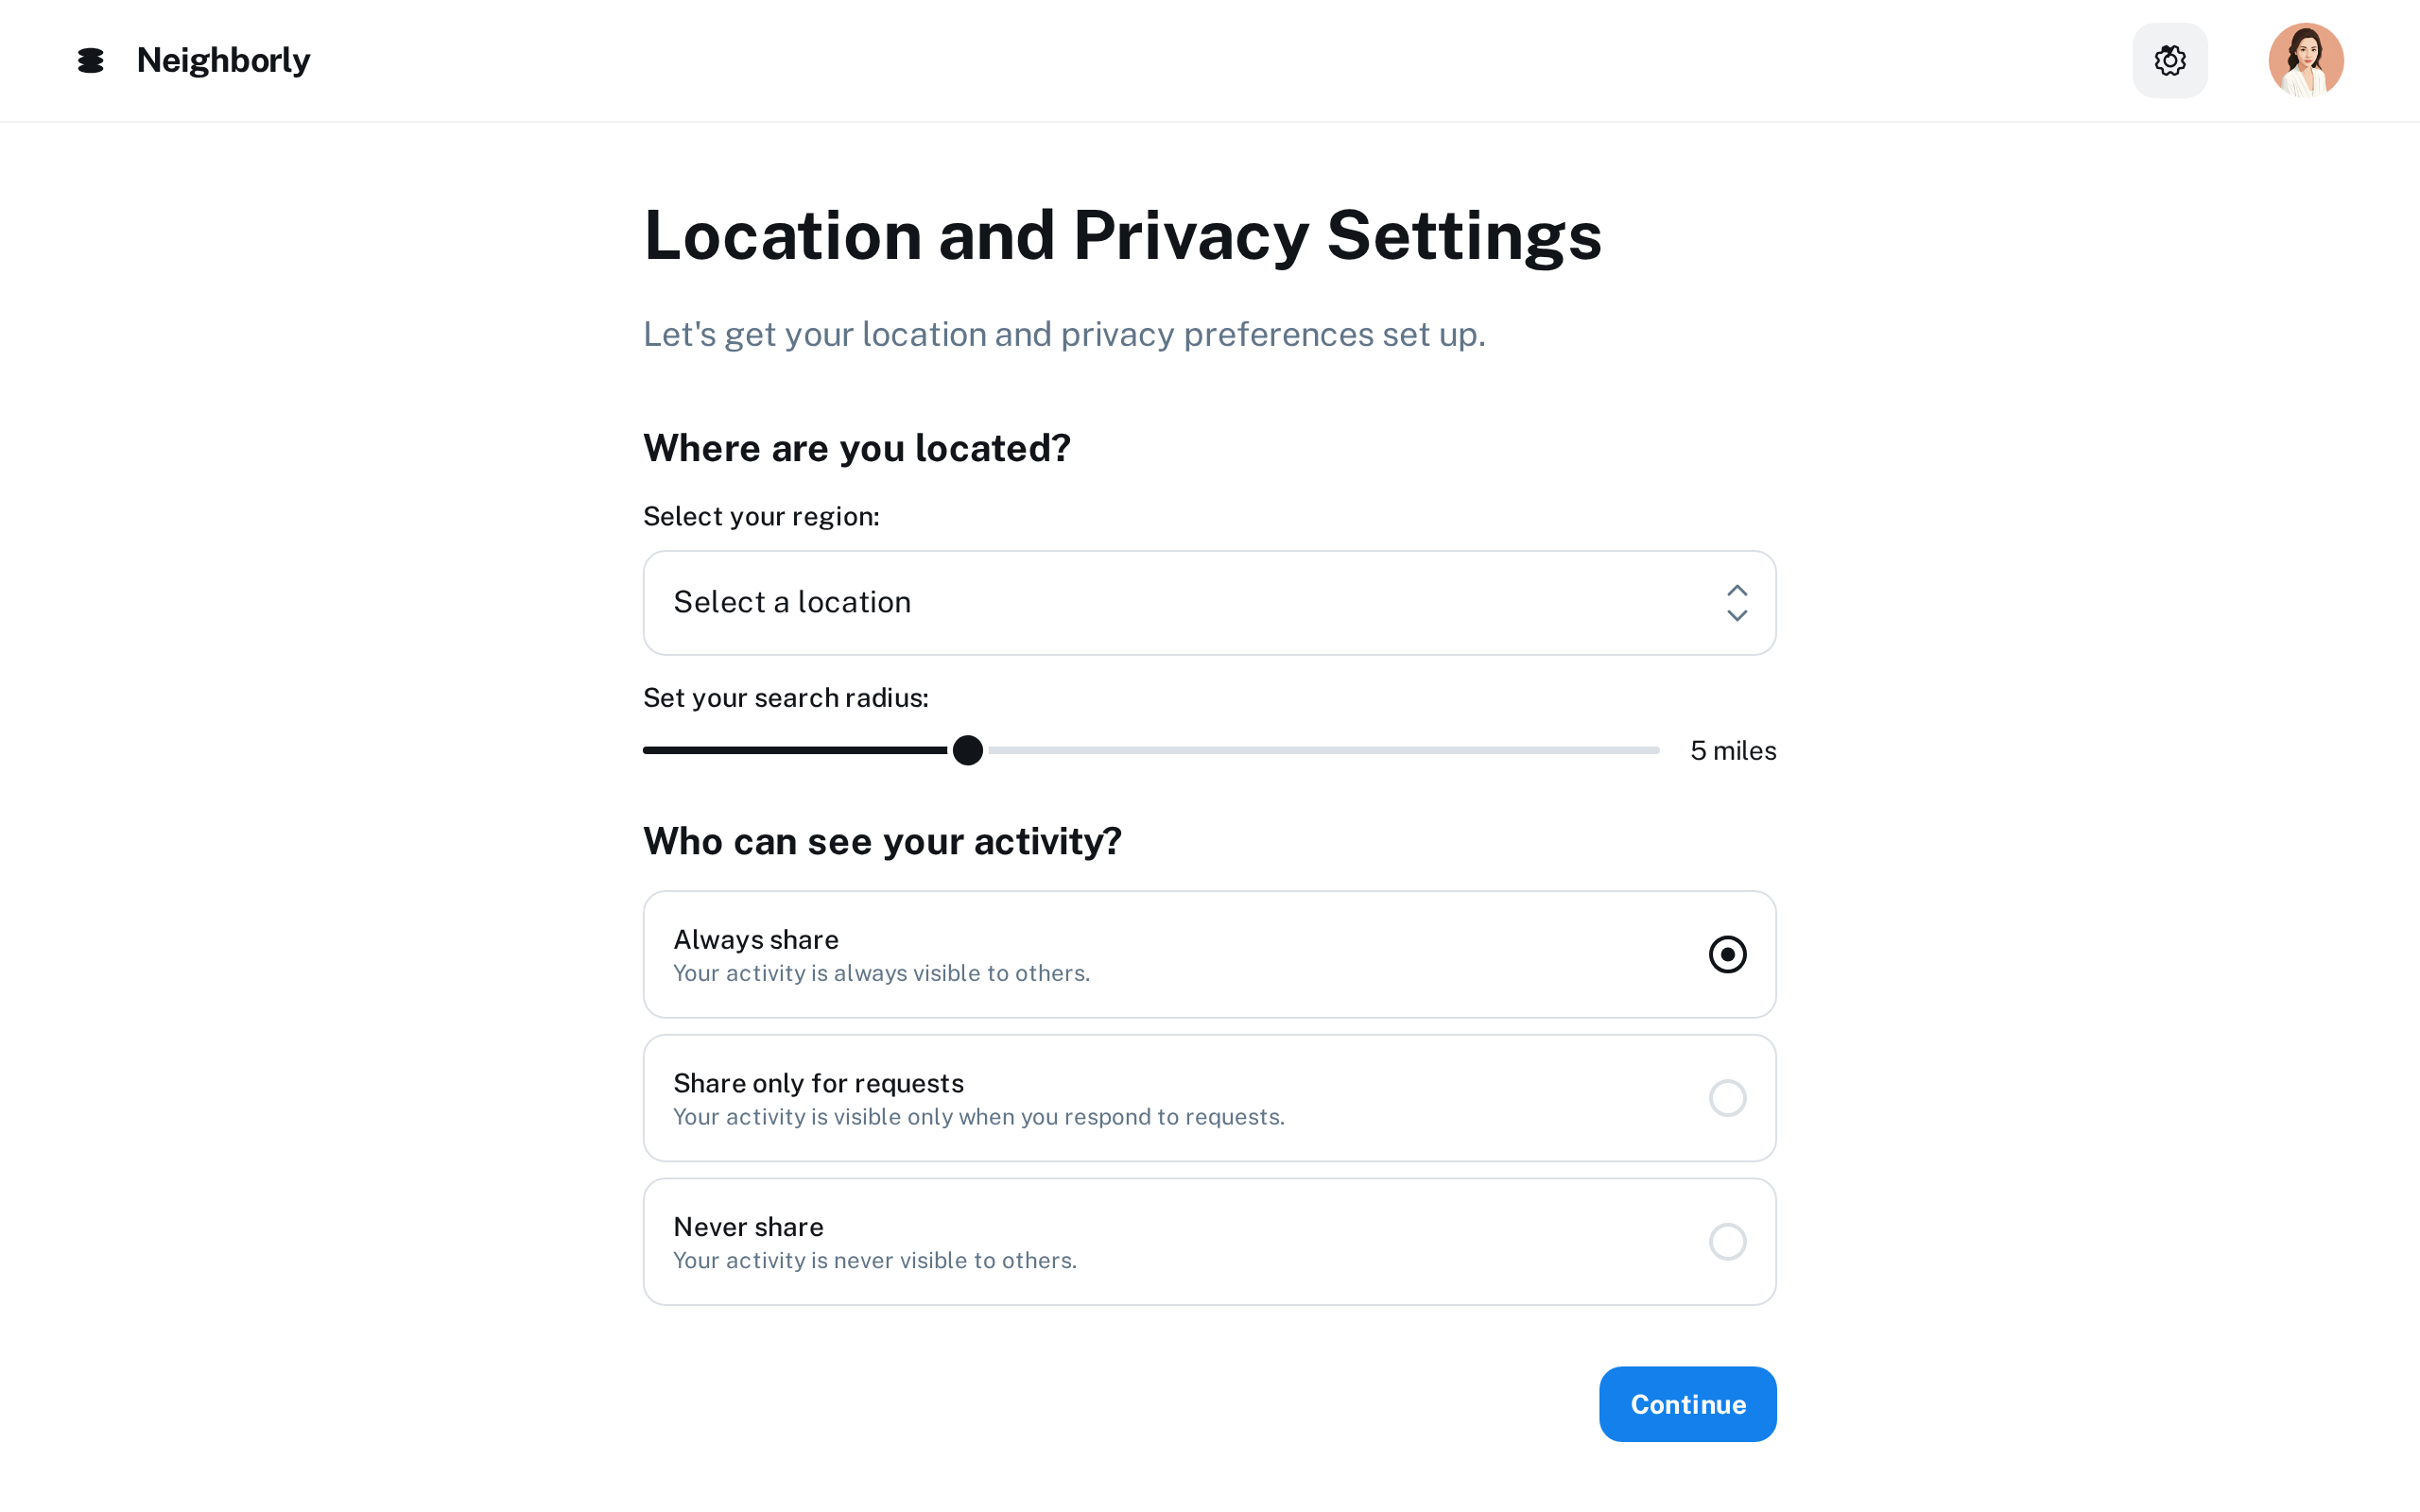 Neighborly
Location and Privacy Settings
Let's get your location and privacy preferences set up.
Where are you located?
Select your region:
Select a location
Set your search radius:
5 miles
Who can see your activity?
Always share
Your activity is always visible to others.
Share only for requests
Your activity is visible only when you respond to requests.
Never share
Your activity is never visible to others.
Continue